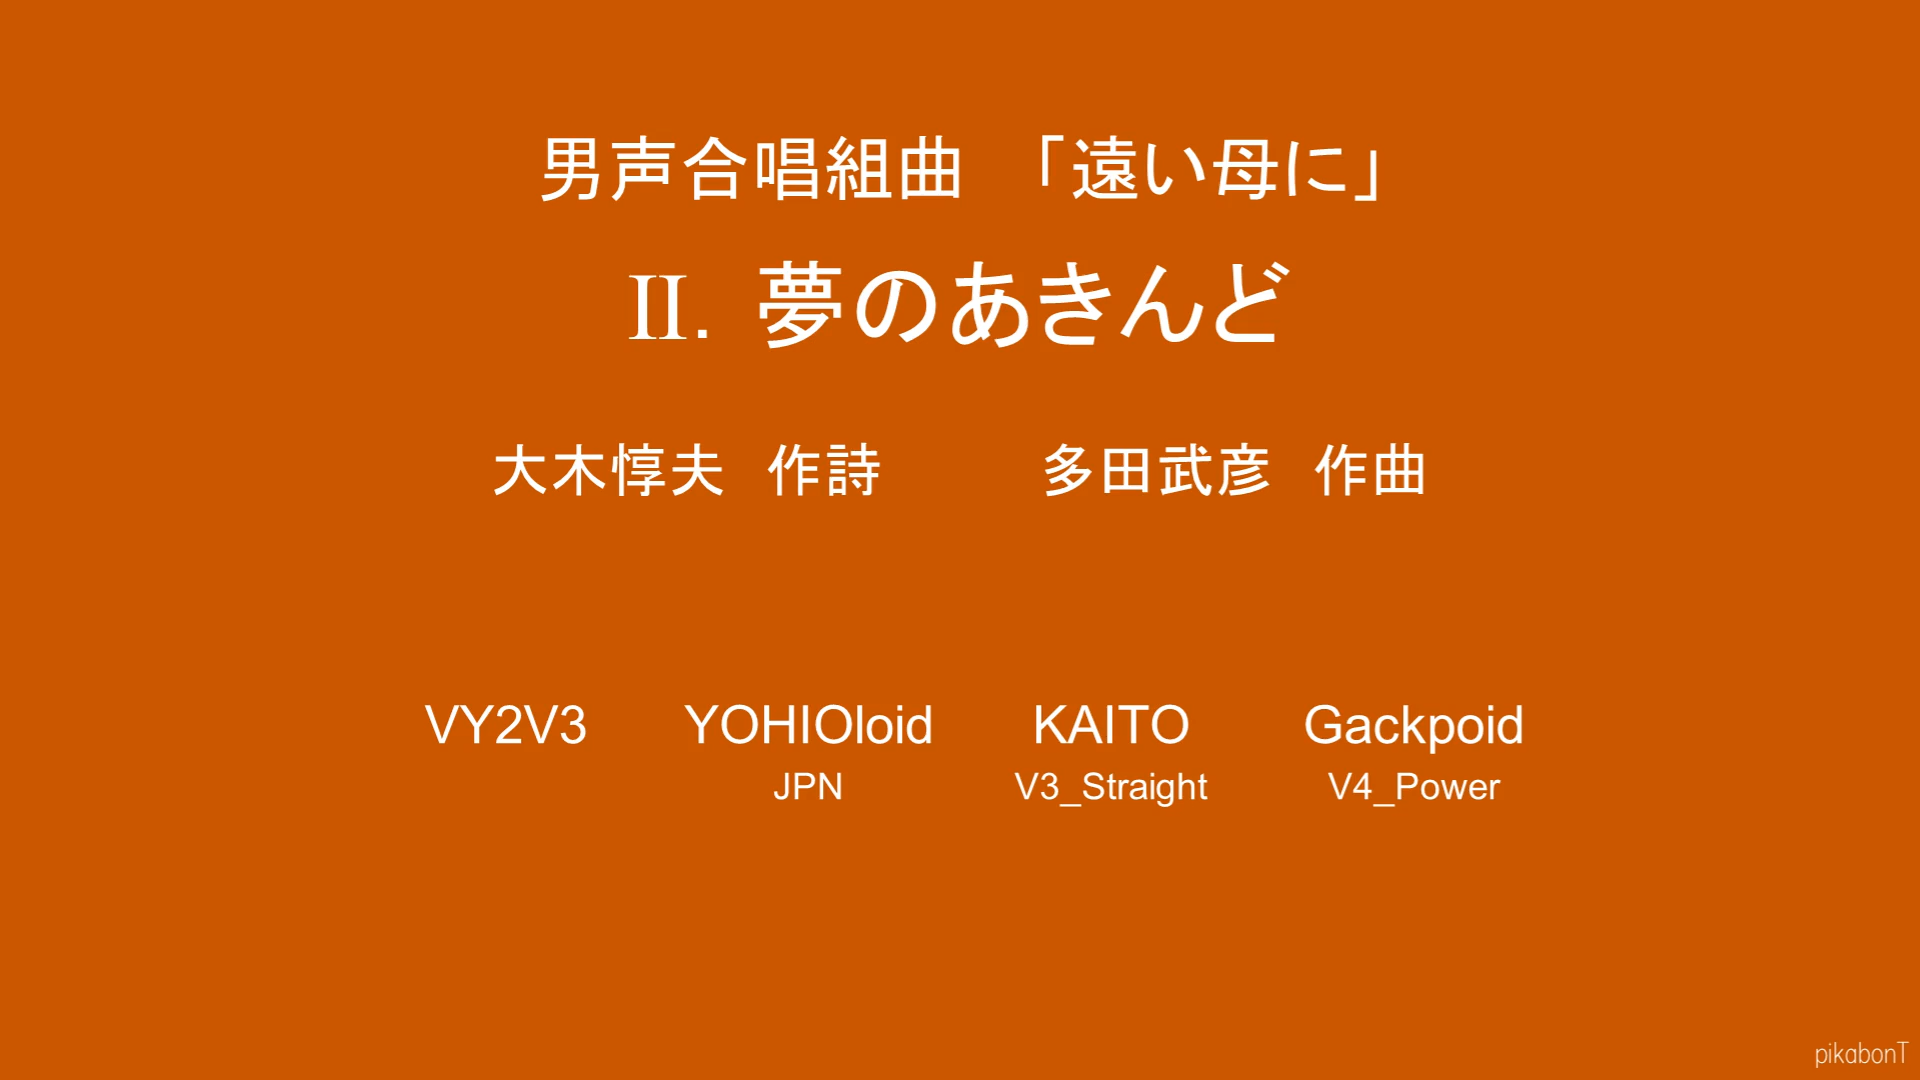 男声合唱組曲　「遠い母に」
II. 夢のあきんど
大木惇夫　作詩　　多田武彦　作曲
VY2V3 YOHIOloid KAITO Gackpoid
JPN V3_Straight V4_Power
pikabonT